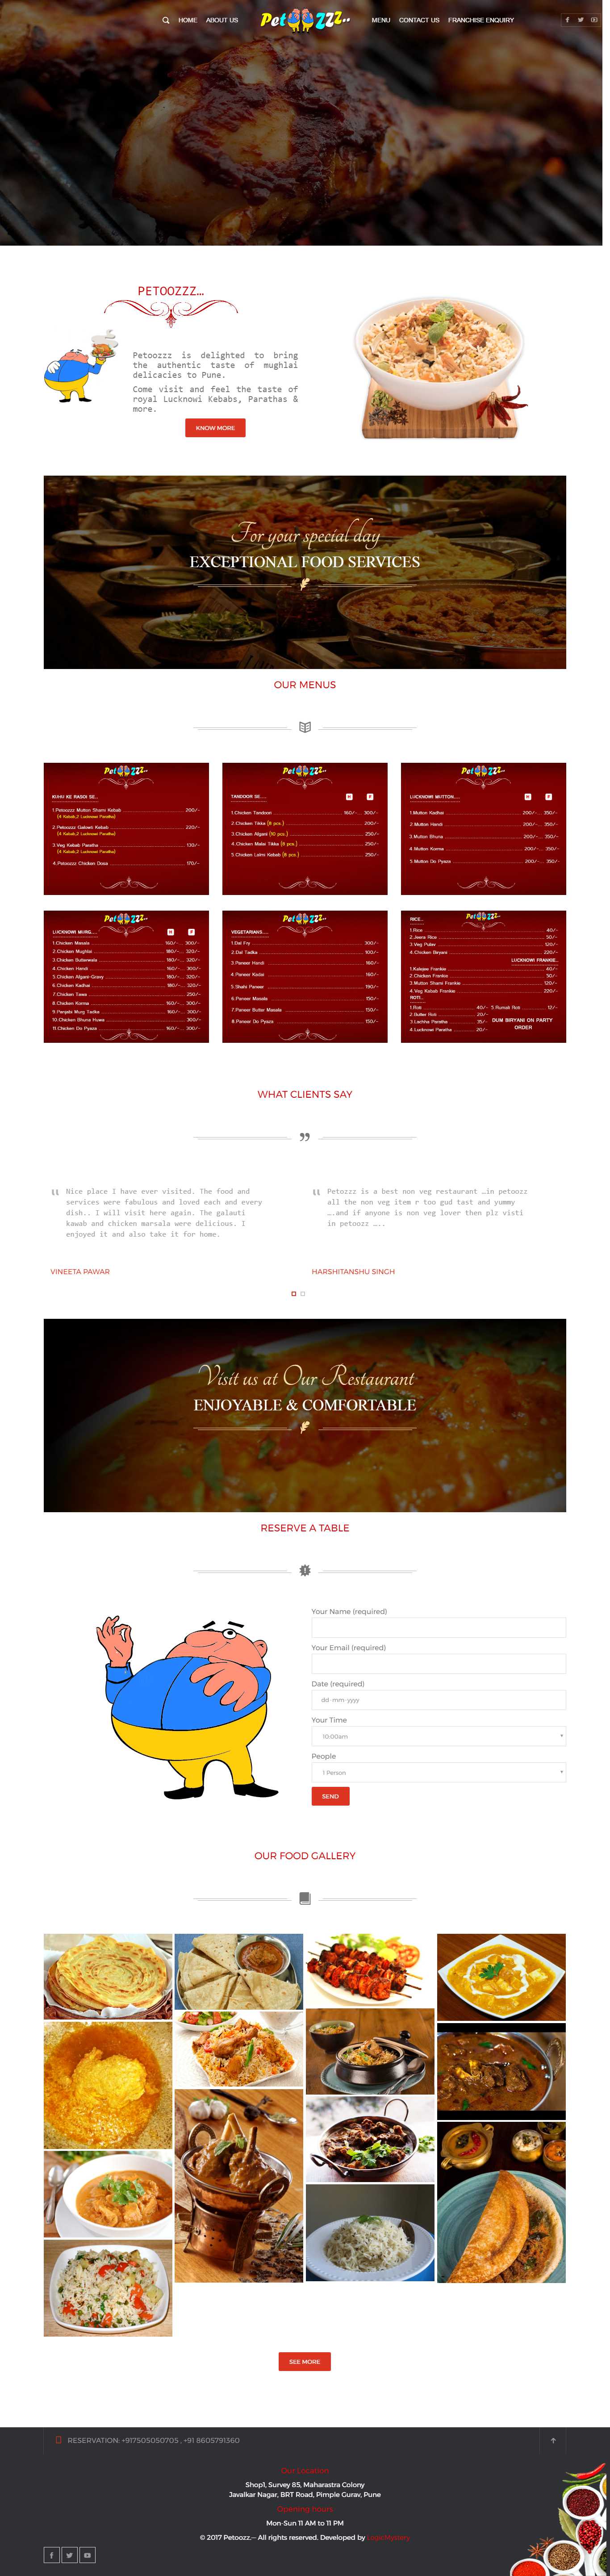 HOME ABOUT US Petoozzz.. MENU CONTACT US FRANCHISE ENQUIRY
PETOOZZZ…
Petoozzz is delighted to bring
the authentic taste of mughlai
delicacies to Pune.
Come visit and feel the taste of
royal Lucknowi Kebabs, Parathas &
more.
KNOW MORE
For your special day
EXCEPTIONAL FOOD SERVICES
OUR MENUS
KUHU KE RASOI SE...
1.Petoozzz Mutton Shami Kebab 200/-
(4 Kabab,2 Lucknowi Paratha)
2.Petoozzz Galawti Kebab 220/-
(4 Kabab,2 Lucknowi Paratha)
3.Veg Kebab Paratha 130/-
(4 Kabab,2 Lucknowi Paratha)
4.Petoozzz Chicken Dosa 170/-
TANDOOR SE.... H F
1.Chicken Tandoori 160/- 300/-
2.Chicken Tikka (6 pcs.) 200/-
3.Chicken Afgani (10 pcs.) 250/-
4.Chicken Malai Tikka (6 pcs.) 250/-
5.Chicken Lahmi Kebab (6 pcs.) 250/-
LUCKNOWI MUTTON..... H F
1.Mutton Kadhai 200/- 350/-
2.Mutton Handi 200/- 350/-
3.Mutton Bhuna 200/- 350/-
4.Mutton Korma 200/- 350/-
5.Mutton Do Pyaza 200/- 350/-
LUCKNOWI MURG..... H F
1.Chicken Masala 160/- 300/-
2.Chicken Mughlai 180/- 320/-
3.Chicken Butterwala 180/- 320/-
4.Chicken Handi 160/- 300/-
5.Chicken Afgani-Gravy 180/- 320/-
6.Chicken Kadhai 180/- 320/-
7.Chicken Tawa 250/-
8.Chicken Korma 160/- 300/-
9.Panjabi Murg Tadka 160/- 300/-
10.Chicken Bhuna Huwa 300/-
11.Chicken Do Pyaza 160/- 300/-
VEGETARIANS.....
1.Dal Fry 100/-
2.Dal Tadka 100/-
3.Paneer Handi 160/-
4.Paneer Kadai 160/-
5.Shahi Paneer 190/-
6.Paneer Masala 150/-
7.Paneer Butter Masala 150/-
8.Paneer Do Pyaza 150/-
RICE...
1.Rice 40/-
2.Jeera Rice 50/-
3.Veg Pulav 120/-
4.Chicken Biryani 220/-
LUCKNOWI FRANKIE..
1.Kalejee Frankie 40/-
2.Chicken Frankie 50/-
3.Mutton Shami Frankie 120/-
4.Veg Kabab Frankie 220/-
ROTI...
1.Roti 40/- 5 Rumali Roti 12/-
2.Butter Roti 20/-
3.Lachha Paratha 35/-
4.Lucknowi Paratha 20/-
DUM BIRYANI ON PARTY
ORDER
WHAT CLIENTS SAY
Nice place I have ever visited. The food and
services were fabulous and loved each and every
dish.. I will visit here again. The galauti
kawab and chicken marsala were delicious. I
enjoyed it and also take it for home.
VINEETA PAWAR
Petozzz is a best non veg restaurant …in petoozz
all the non veg item r too gud tast and yummy
….and if anyone is non veg lover then plz visti
in petoozz …..
HARSHITANSHU SINGH
Visit us at Our Restaurant
ENJOYABLE & COMFORTABLE
RESERVE A TABLE
Your Name (required)
Your Email (required)
Date (required)
dd-mm-yyyy
Your Time
10:00am
People
1 Person
SEND
OUR FOOD GALLERY
SEE MORE
RESERVATION: +917505050705 , +91 8605791360
Our Location:
Shop1, Survey 85, Maharastra Colony
Javalkar Nagar, BRT Road, Pimple Gurav, Pune
Opening hours
Mon-Sun 11 AM to 11 PM
© 2017 Petoozz.-- All rights reserved. Developed by LogicMystery